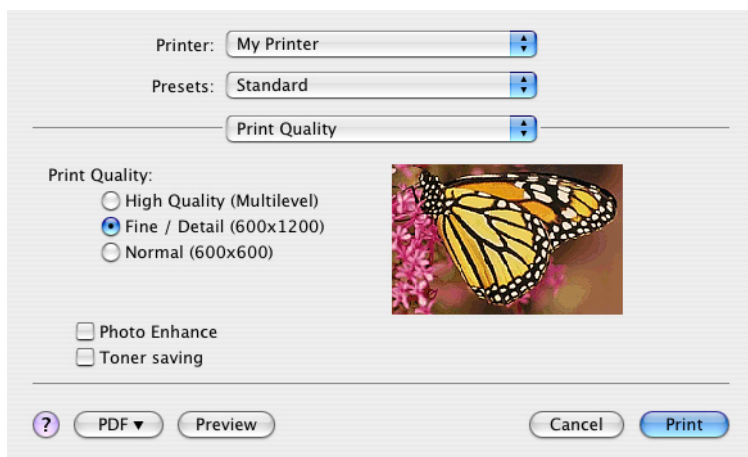 Printer: My Printer
Presets: Standard
Print Quality
Print Quality:
High Quality (Multilevel)
Fine / Detail (600x1200)
Normal (600x600)
Photo Enhance
Toner saving
? PDF ▼ Preview Cancel Print